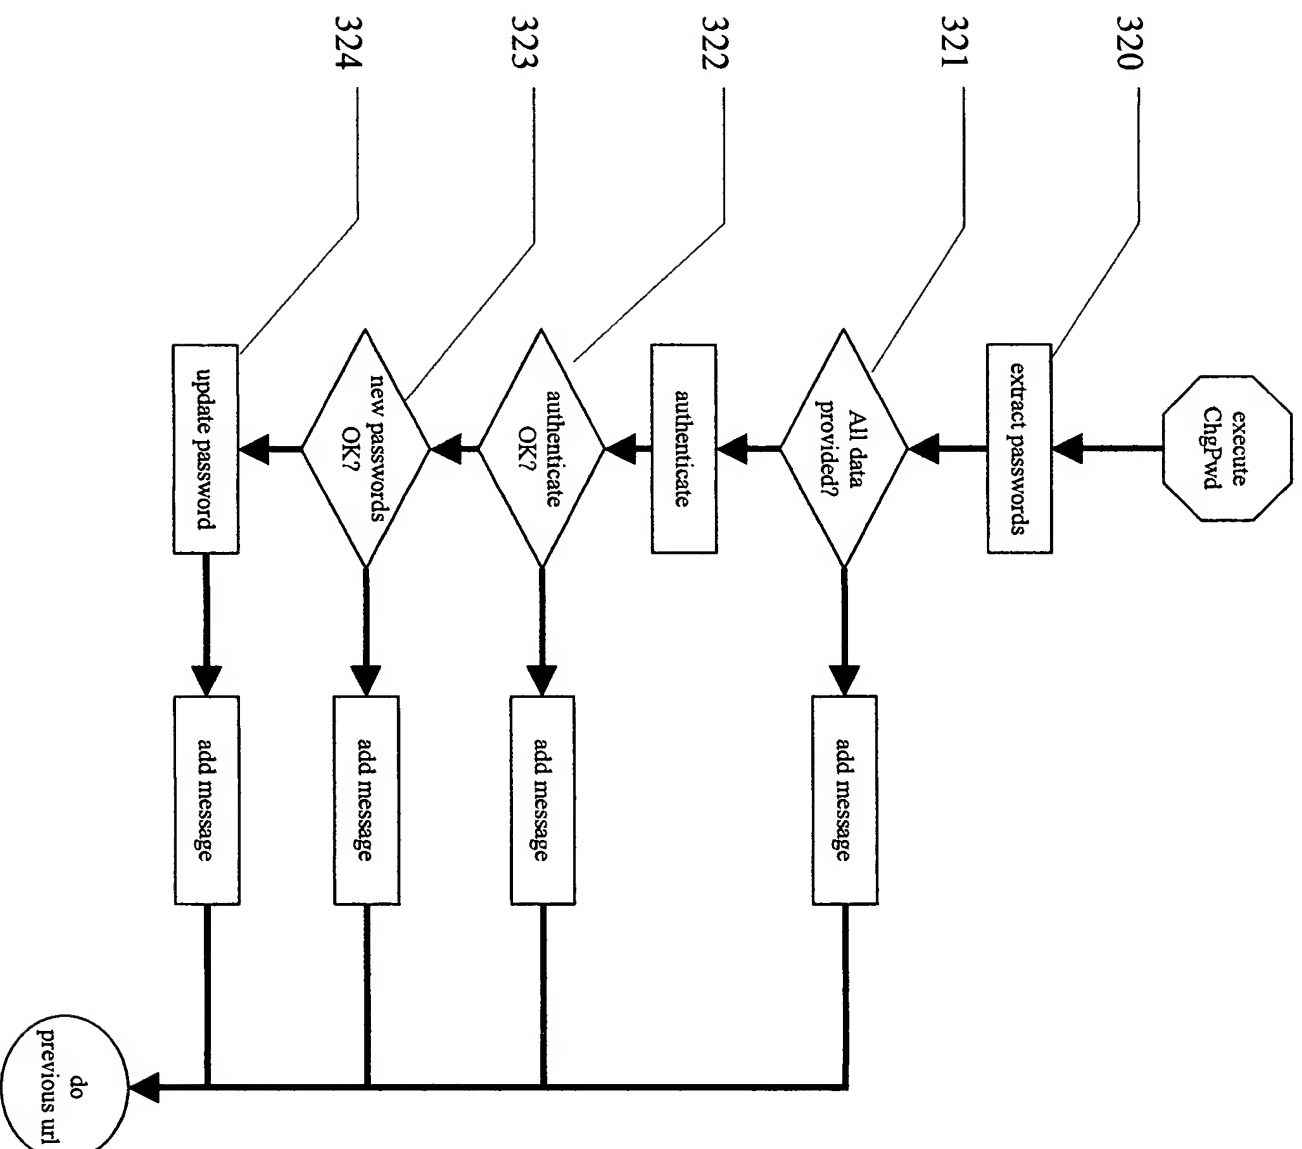 execute
ChgPwd
320
extract passwords
321
All data
provided?
add message
authenticate
322
authenticate
OK?
add message
323
new passwords
OK?
add message
324
update password
add message
do
previous url